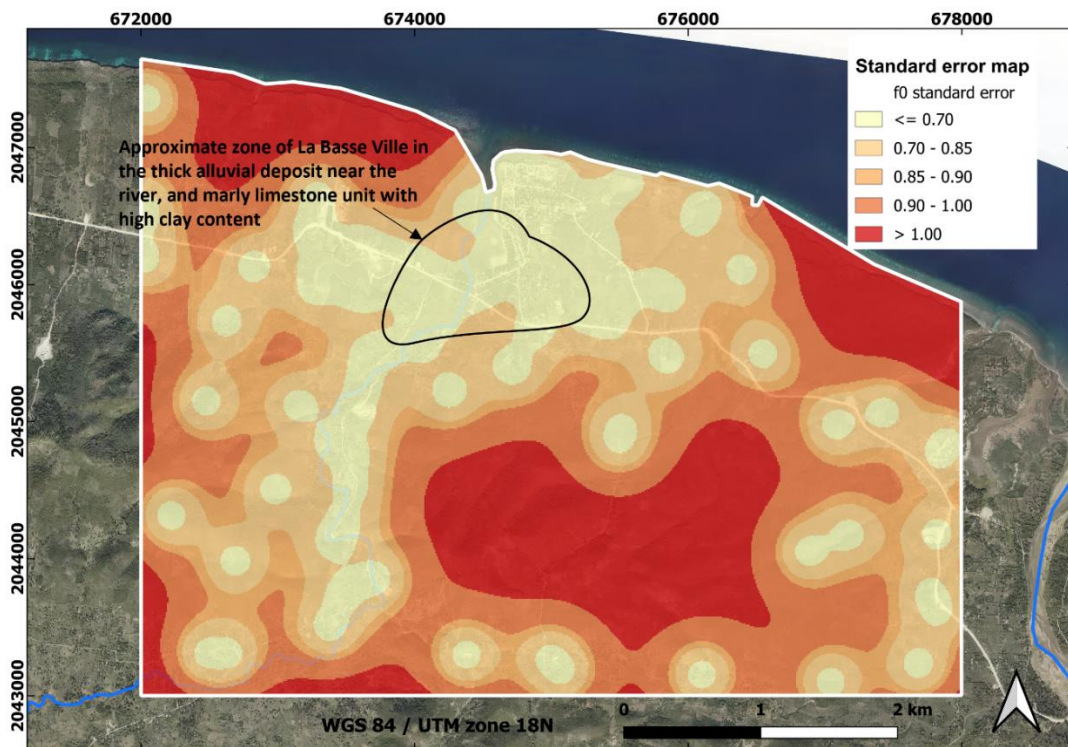 672000 674000 676000 678000
Standard error map
f0 standard error
<= 0.70
0.70 - 0.85
0.85 - 0.90
0.90 - 1.00
> 1.00
2047000
Approximate zone of La Basse Ville in
the thick alluvial deposit near the
river, and marly limestone unit with
high clay content
2046000
2045000
2044000
2043000
WGS 84 / UTM zone 18N
0 1 2 km